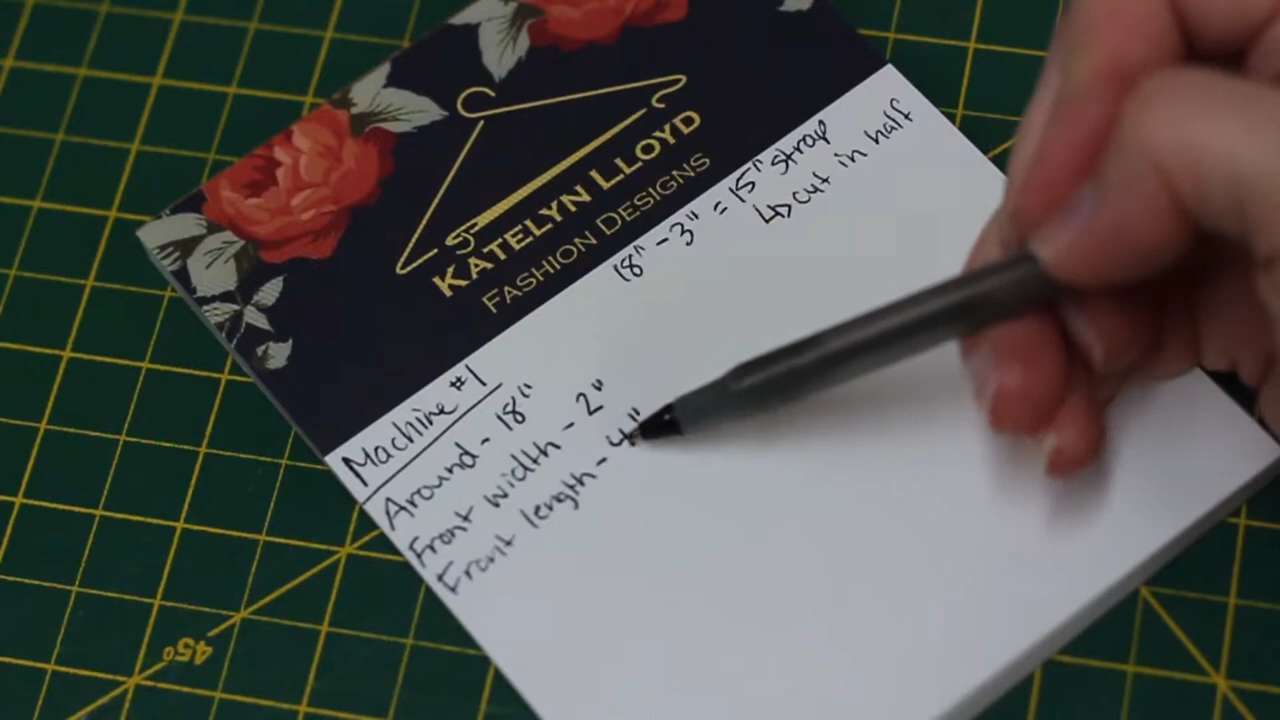 KATELYN LLOYD
FASHION DESIGNS
18" - 3" = 15" strap
↳ cut in half
Machine #1
Around - 18"
Front width - 2"
Front length - 4"
45°